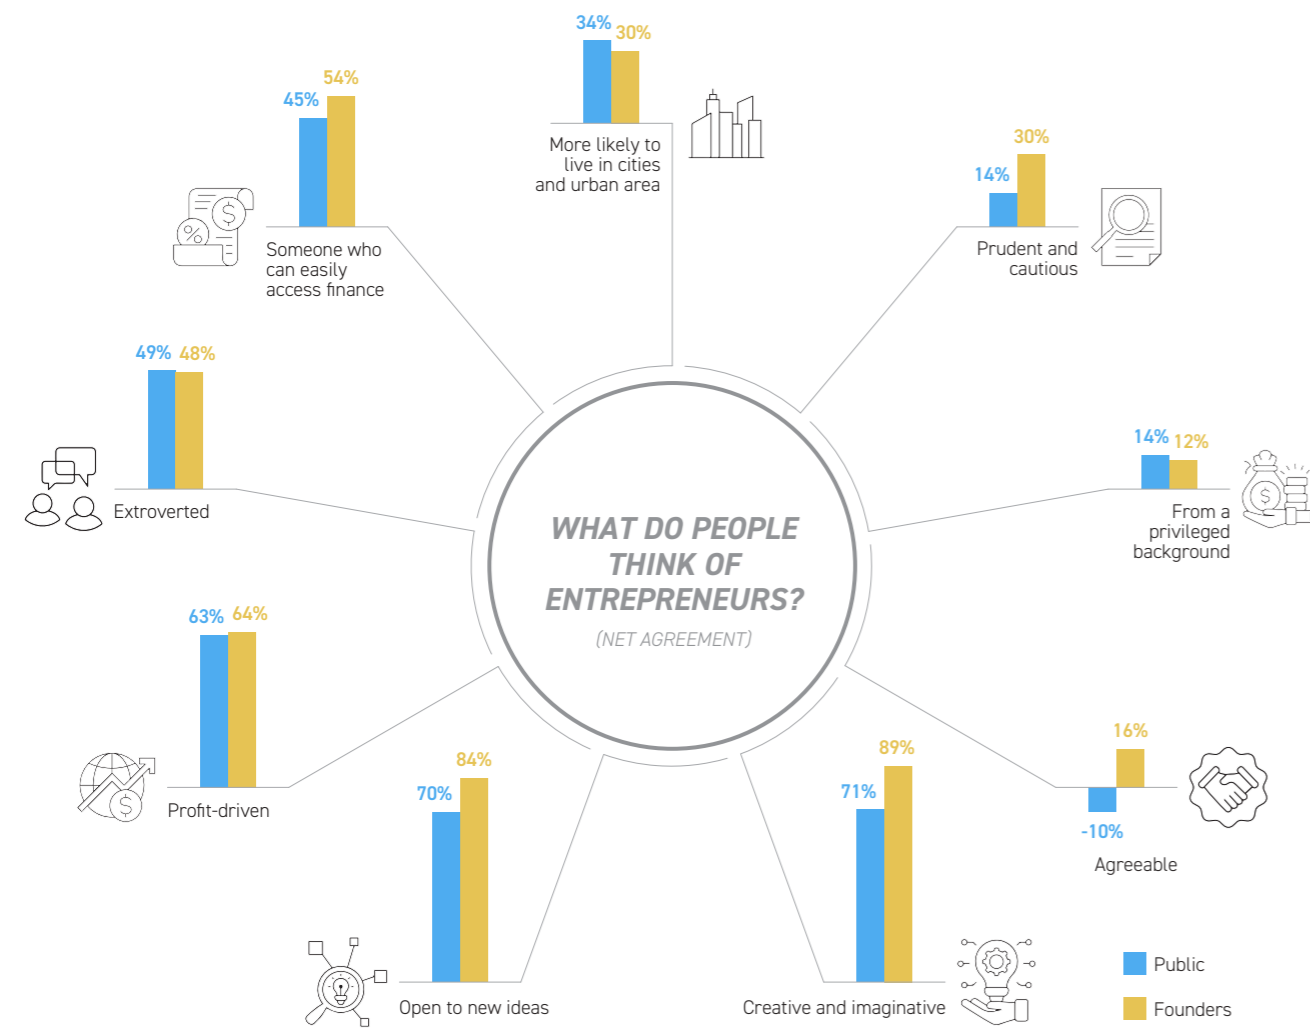 34% 30%
More likely to
live in cities
and urban area
45% 54%
Someone who
can easily
access finance
$
%
14% 30%
Prudent and
cautious
49% 48%
Extroverted
14% 12%
From a
privileged
background
$
WHAT DO PEOPLE
THINK OF
ENTREPRENEURS?
(NET AGREEMENT)
63% 64%
Profit-driven
$
16%
-10%
Agreeable
70% 84%
Open to new ideas
71% 89%
Creative and imaginative
Public
Founders